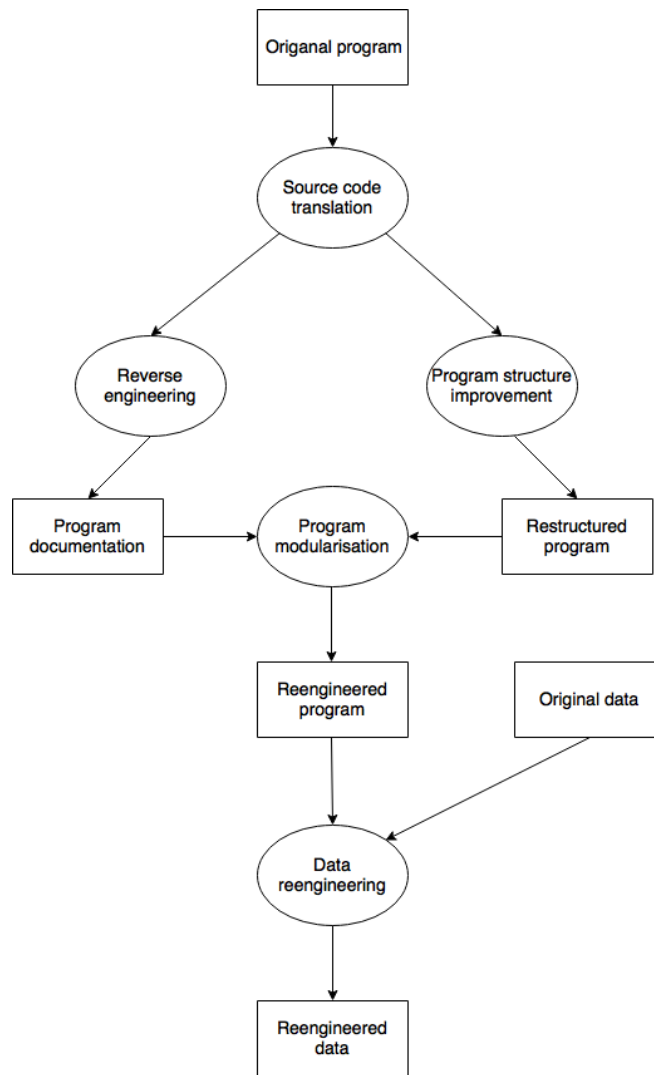 Origanal program
Source code
translation
Reverse
engineering
Program structure
improvement
Program
documentation
Program
modularisation
Restructured
program
Reengineered
program
Original data
Data
reengineering
Reengineered
data